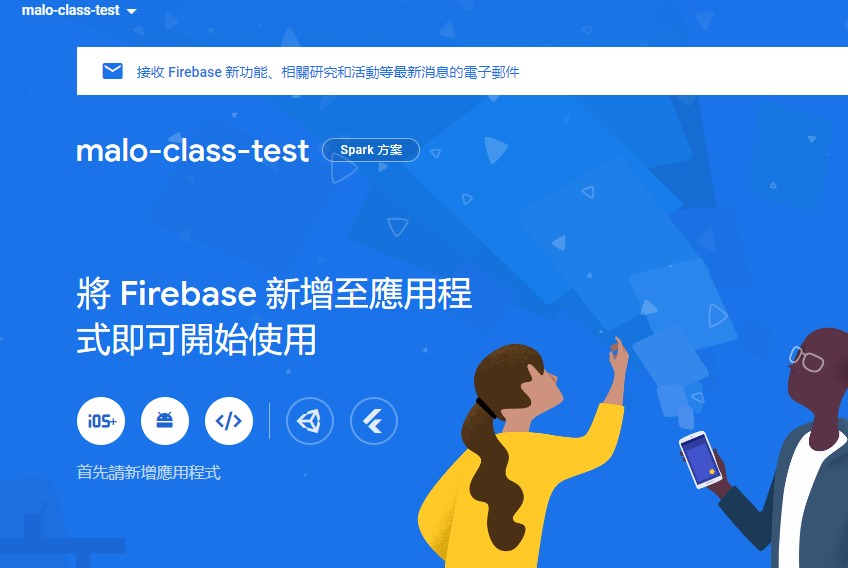 malo-class-test
接收 Firebase 新功能、相關研究和活動等最新消息的電子郵件
malo-class-test
Spark 方案
將 Firebase 新增至應用程
式即可開始使用
iOS+
</>
首先請新增應用程式